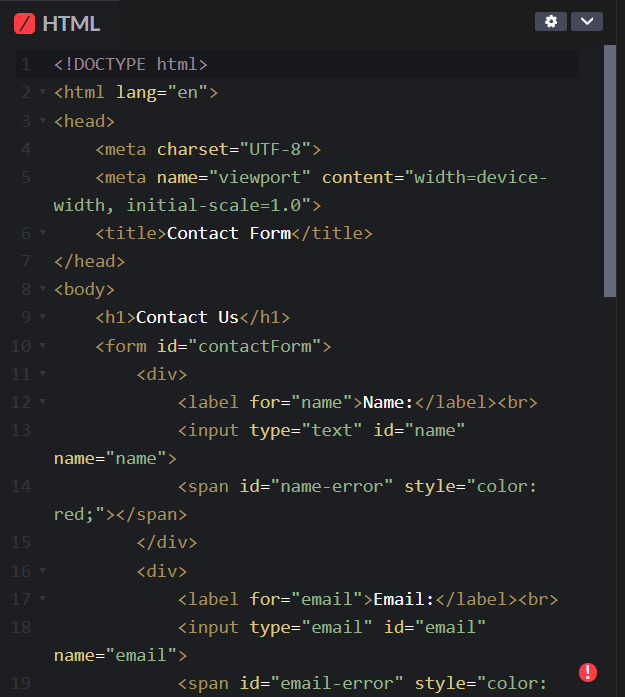 HTML
1 <!DOCTYPE html>
2 <html lang="en">
3 <head>
4     <meta charset="UTF-8">
5     <meta name="viewport" content="width=device-
width, initial-scale=1.0">
6     <title>Contact Form</title>
7 </head>
8 <body>
9     <h1>Contact Us</h1>
10     <form id="contactForm">
11         <div>
12             <label for="name">Name:</label><br>
13             <input type="text" id="name"
name="name">
14             <span id="name-error" style="color:
red;"></span>
15         </div>
16         <div>
17             <label for="email">Email:</label><br>
18             <input type="email" id="email"
name="email">
19             <span id="email-error" style="color: